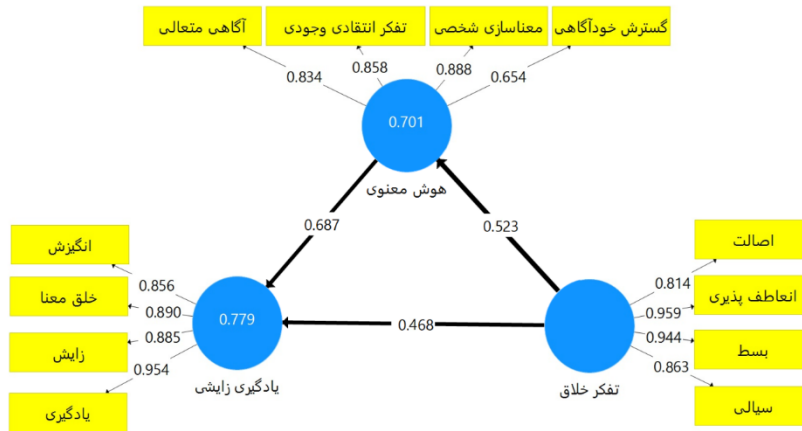 گسترش خودآگاهی
معناسازی شخصی
تفکر انتقادی وجودی
آگاهی متعالی
0.654
0.888
0.858
0.834
0.701
هوش معنوی
0.687
0.523
0.468
انگیزش
خلق معنا
زایش
یادگیری
0.856
0.890
0.885
0.954
0.779
یادگیری زایشی
اصالت
انعاطف پذیری
بسط
سیالی
0.814
0.959
0.944
0.863
تفکر خلاق